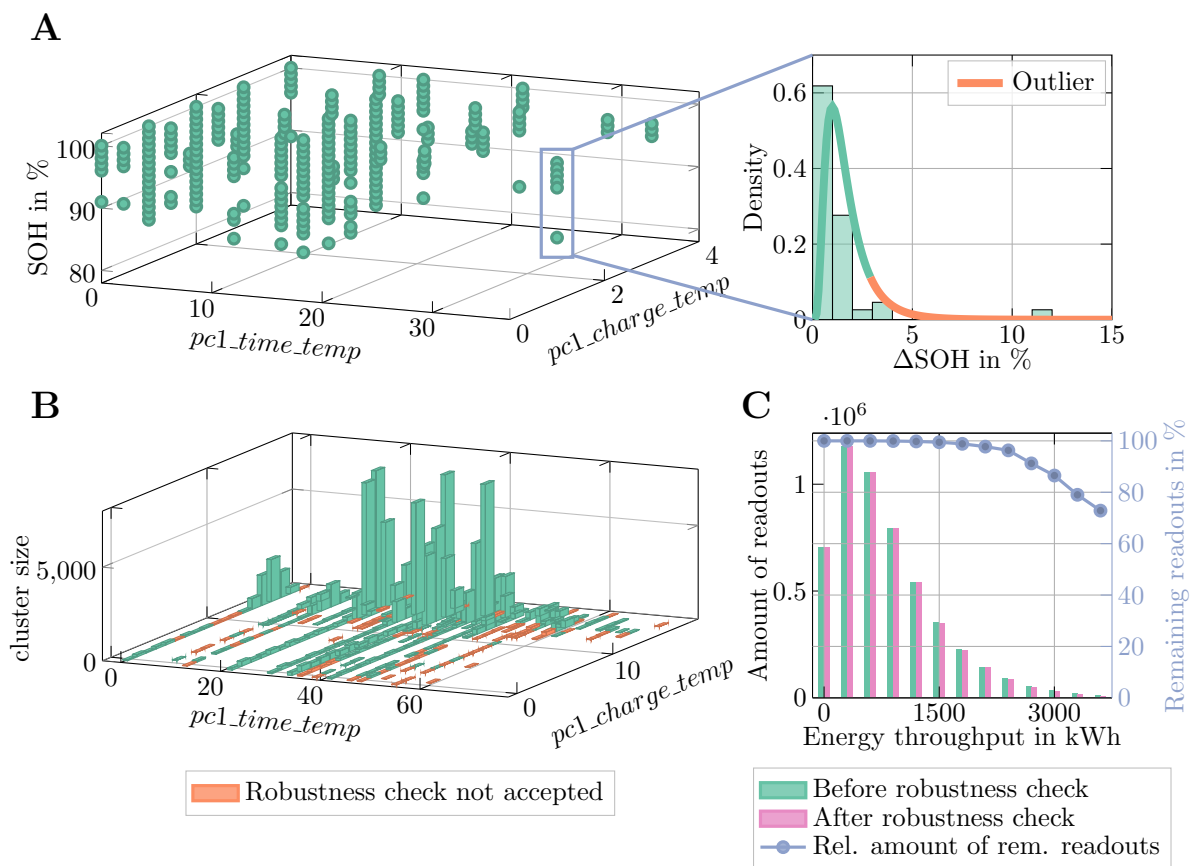 A
SOH in %
100
90
80
0
10
20
30
pc1_time_temp
0
2
4
pc1_charge_temp
Outlier
Density
0.6
0.4
0.2
0
0
5
10
15
ΔSOH in %
B
cluster size
5,000
0
0
20
40
60
pc1_time_temp
0
10
pc1_charge_temp
Robustness check not accepted
C
·10⁶
Amount of readouts
1
0.5
0
0
1500
3000
Energy throughput in kWh
100
80
60
40
20
0
Remaining readouts in %
Before robustness check
After robustness check
Rel. amount of rem. readouts